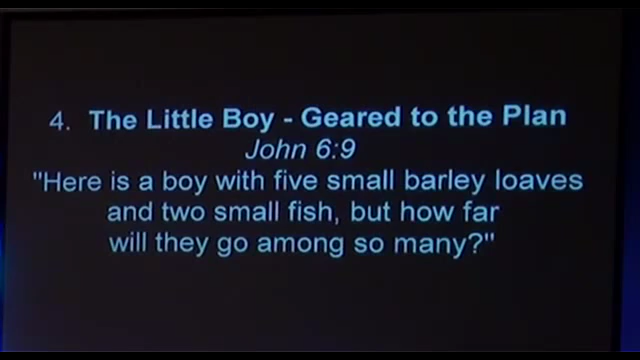 4. The Little Boy - Geared to the Plan
John 6:9
"Here is a boy with five small barley loaves
and two small fish, but how far
will they go among so many?"